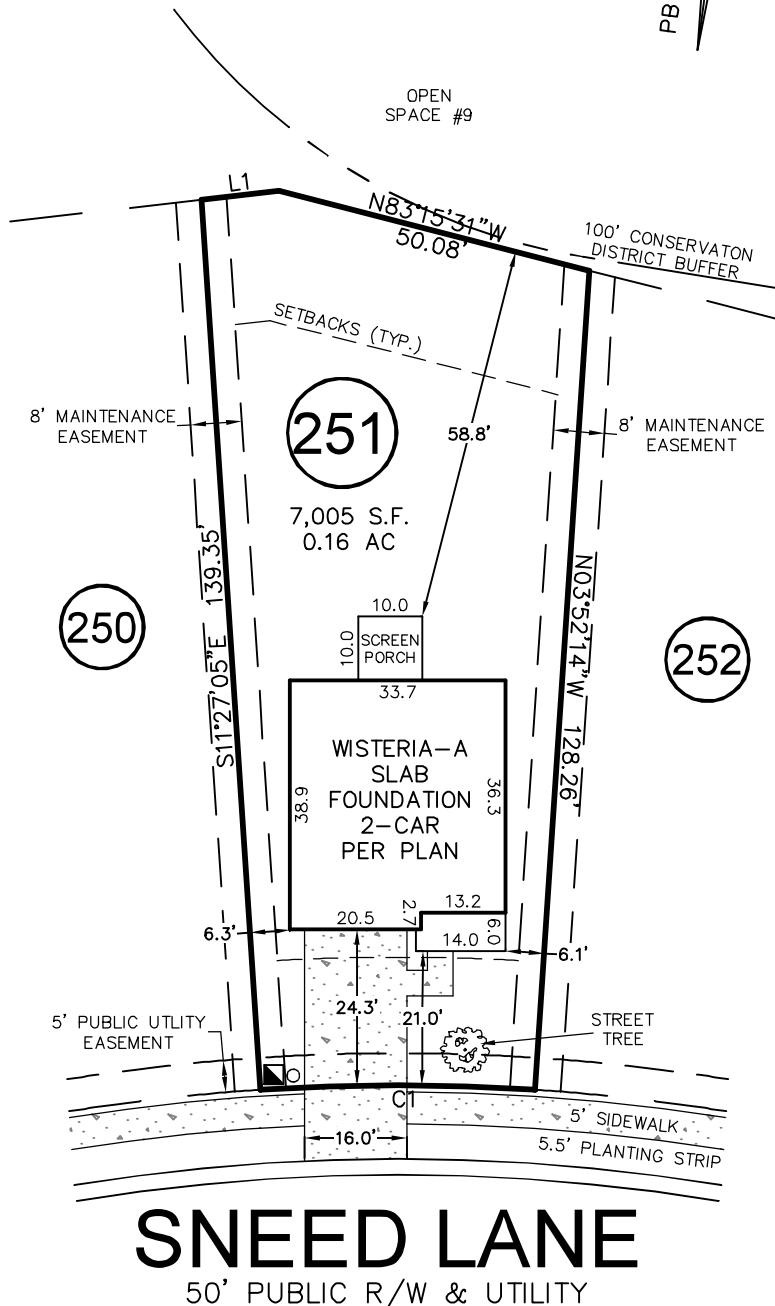 PB
OPEN
SPACE #9
L1
N83°15'31"W
50.08'
100' CONSERVATON
DISTRICT BUFFER
SETBACKS (TYP.)
8' MAINTENANCE
EASEMENT
251
58.8'
8' MAINTENANCE
EASEMENT
7,005 S.F.
0.16 AC
S11°27'05"E 139.35'
N03°52'14"W 128.26'
250
252
10.0
10.0
SCREEN
PORCH
33.7
WISTERIA-A
SLAB
FOUNDATION
2-CAR
PER PLAN
38.9
36.3
20.5
2.7
13.2
14.0
6.0
6.3'
6.1'
24.3'
21.0'
5' PUBLIC UTLITY
EASEMENT
STREET
TREE
C1
5' SIDEWALK
5.5' PLANTING STRIP
16.0'
SNEED LANE
50' PUBLIC R/W & UTILITY